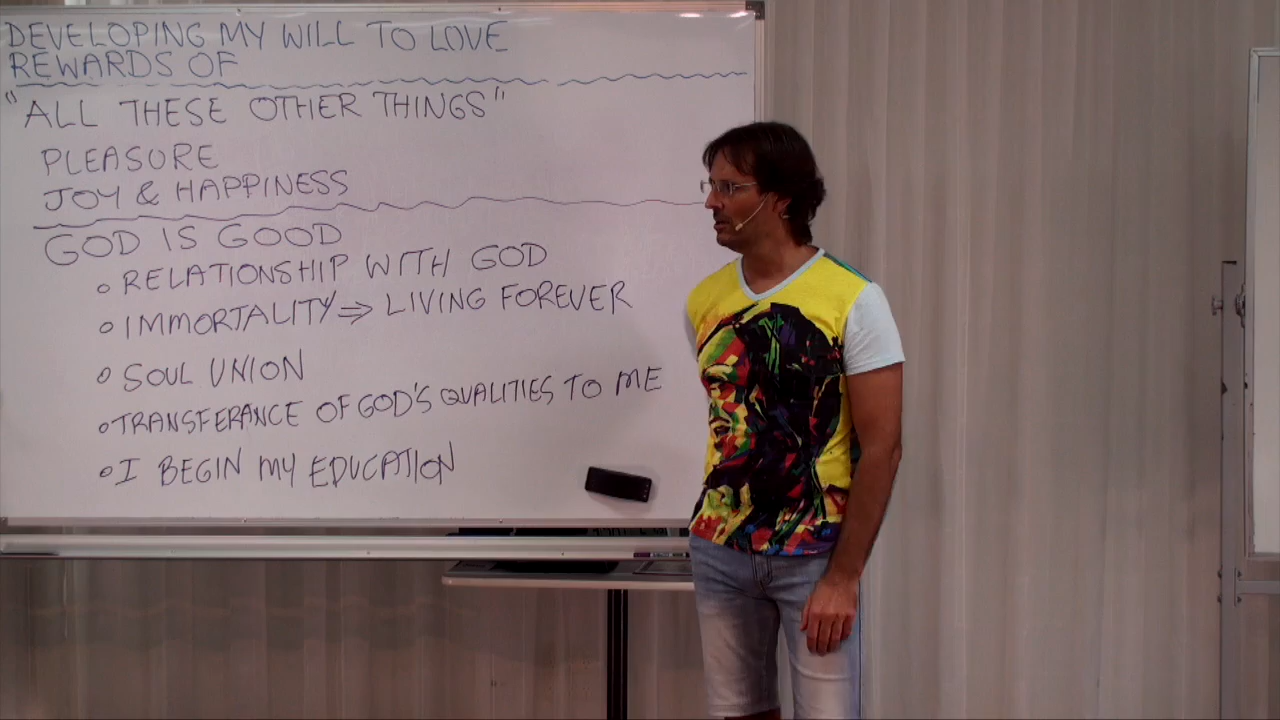 DEVELOPING MY WILL TO LOVE
REWARDS OF
"ALL THESE OTHER THINGS"
PLEASURE
JOY & HAPPINESS
GOD IS GOOD
• RELATIONSHIP WITH GOD
• IMMORTALITY ⇒ LIVING FOREVER
• SOUL UNION
• TRANSFERANCE OF GOD'S QUALITIES TO ME
• I BEGIN MY EDUCATION